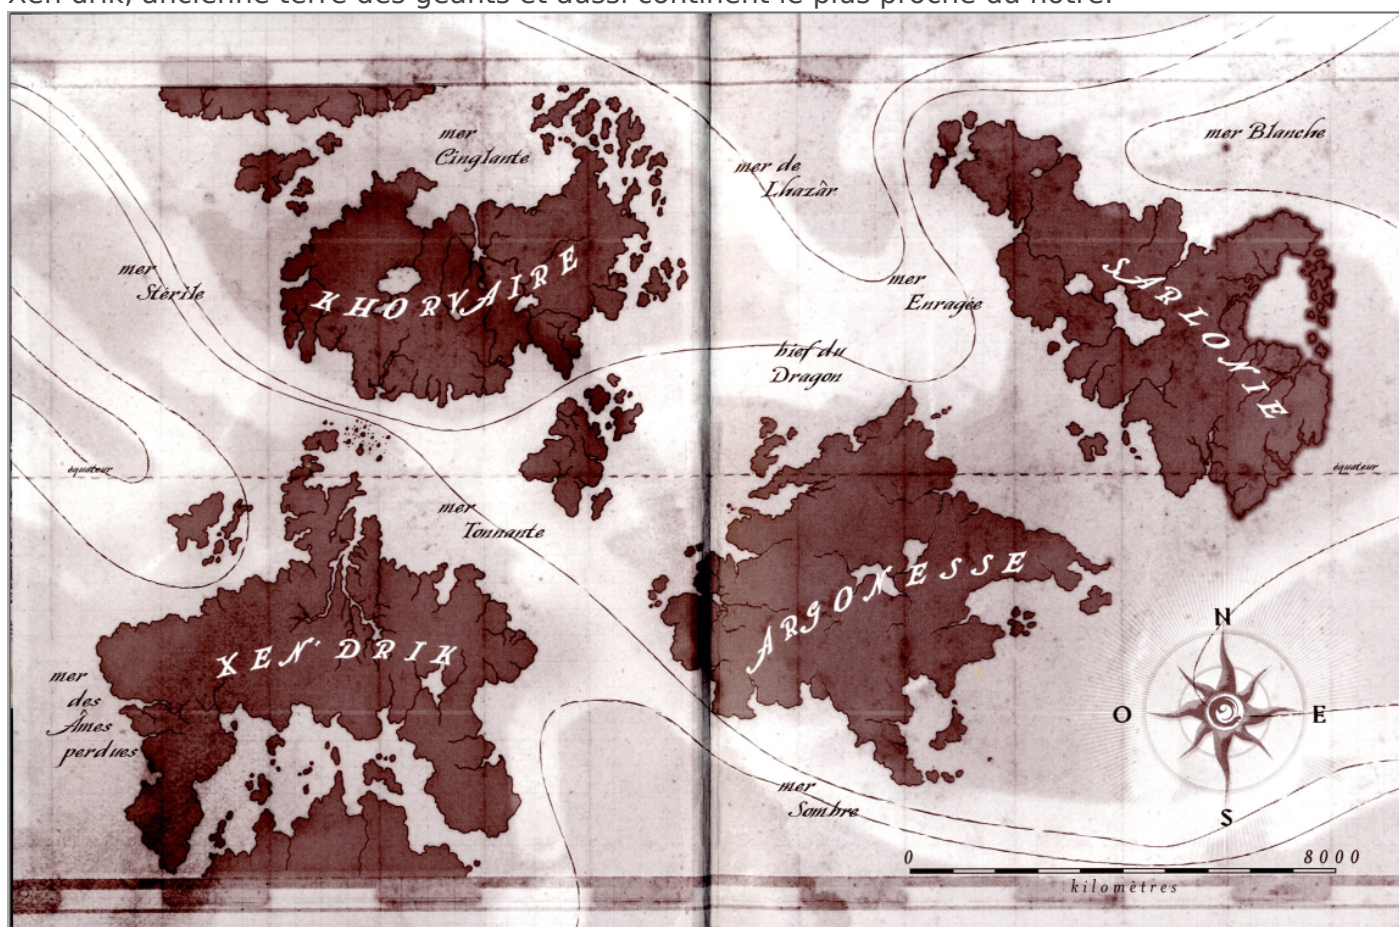 Xen'drik, ancienne terre des géants et aussi continent le plus proche du nôtre.
mer
Cinglante
mer de
Lhazâr
mer Blanche
mer
Stérile
KHORVAIRE
mer
Enragée
SARLONIE
bief du
Dragon
équateur
équateur
mer
Tonnante
ARGONESSE
XEN'DRIK
mer
des
Âmes
perdues
mer
Sombre
N
O
E
S
0
8000
kilomètres